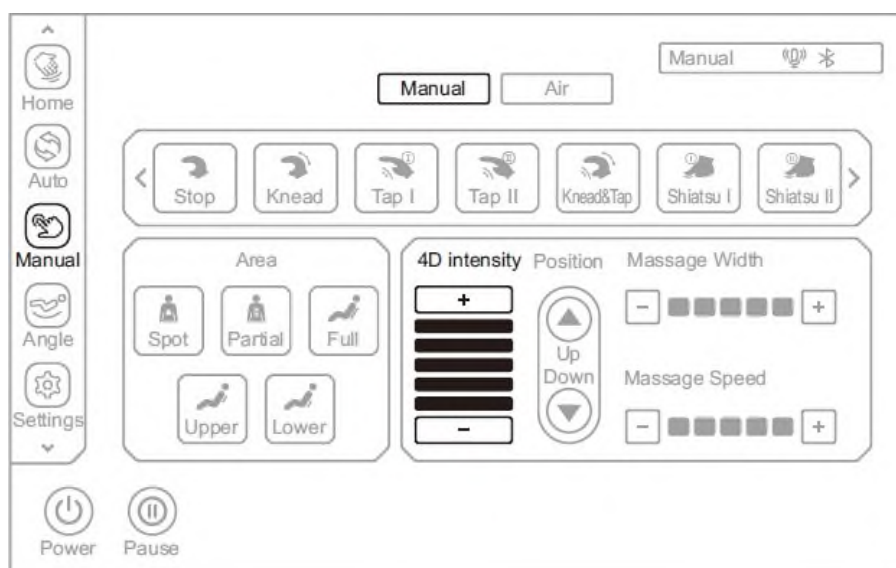 Home
Auto
Manual
Angle
Settings
Manual
Manual Air
Stop Knead Tap I Tap II Knead&Tap Shiatsu I Shiatsu II
Area
Spot Partial Full
Upper Lower
4D intensity Position Massage Width
+
- +
Up
Down
Massage Speed
-
- +
Power Pause